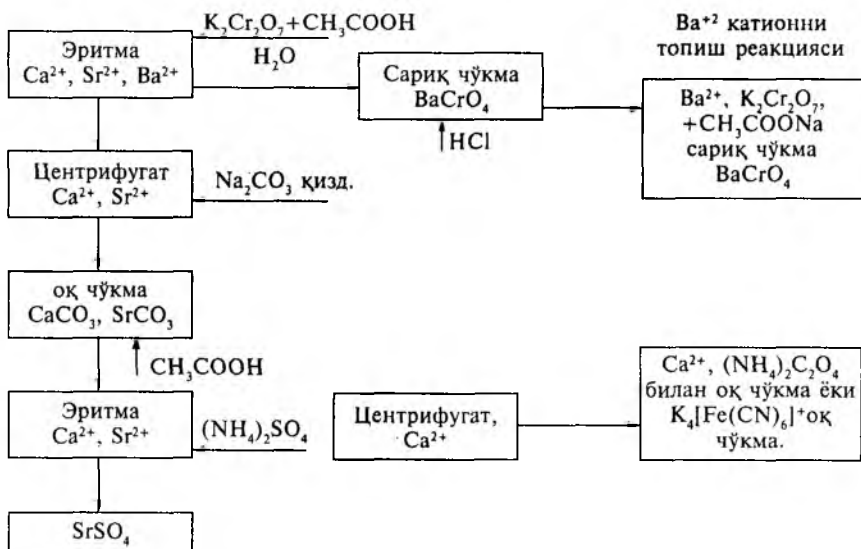 Эритма
Ca²⁺, Sr²⁺, Ba²⁺
K₂Cr₂O₇+CH₃COOH
H₂O
Сариқ чўкма
BaCrO₄
HCl
Ba⁺² катионни
топиш реакцияси
Ba²⁺, K₂Cr₂O₇,
+CH₃COONa
сариқ чўкма
BaCrO₄
Центрифугат
Ca²⁺, Sr²⁺
Na₂CO₃ қизд.
оқ чўкма
CaCO₃, SrCO₃
CH₃COOH
Эритма
Ca²⁺, Sr²⁺
(NH₄)₂SO₄
Центрифугат,
Ca²⁺
Ca²⁺, (NH₄)₂C₂O₄
билан оқ чўкма ёки
K₄[Fe(CN)₆]⁺оқ
чўкма.
SrSO₄